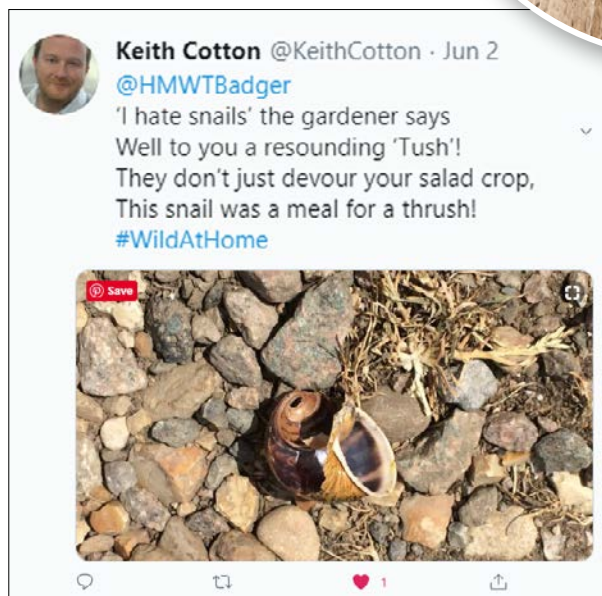 Keith Cotton @KeithCotton · Jun 2
@HMWTBadger
‘I hate snails’ the gardener says
Well to you a resounding ‘Tush’!
They don’t just devour your salad crop,
This snail was a meal for a thrush!
#WildAtHome
Save
1